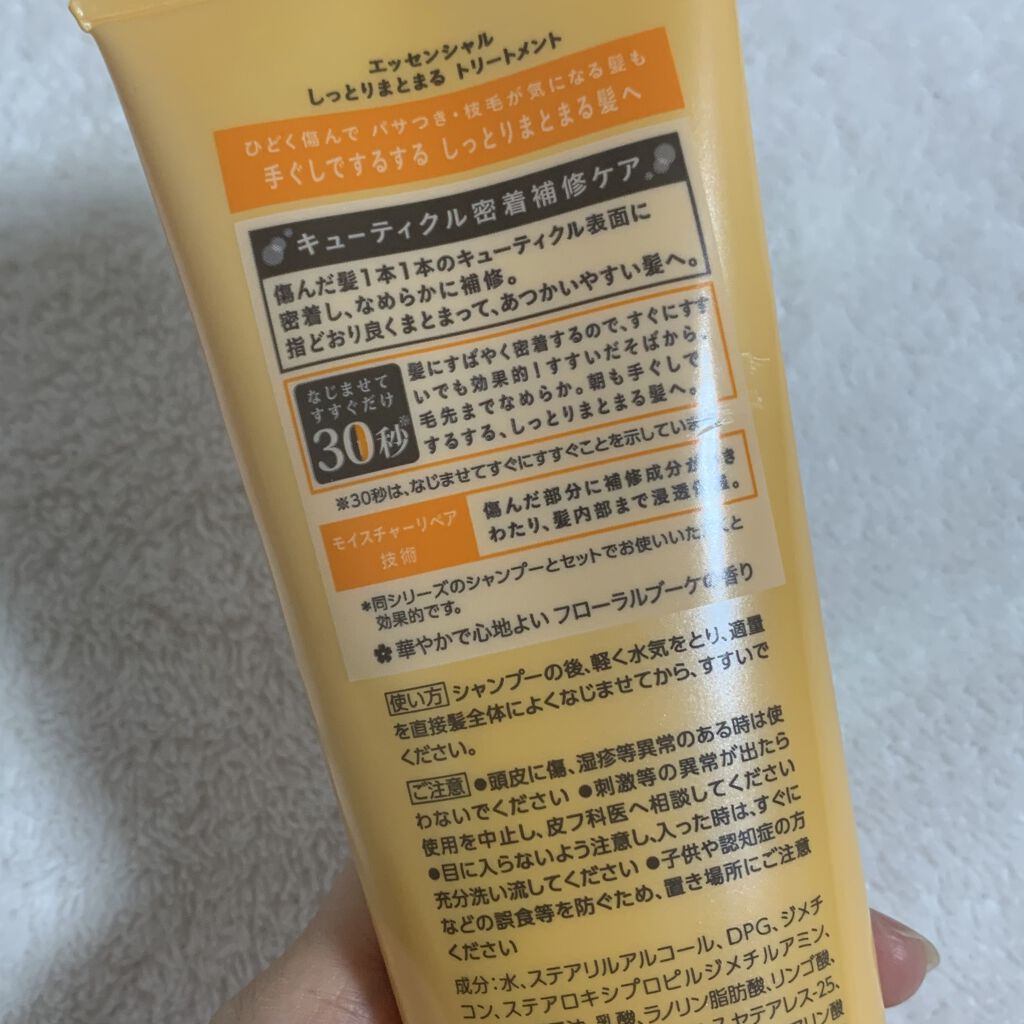 エッセンシャル
しっとりまとまる トリートメント
ひどく傷んで パサつき・枝毛が気になる髪も
手ぐしでするする しっとりまとまる髪へ
キューティクル密着補修ケア
傷んだ髪1本1本のキューティクル表面に
密着し、なめらかに補修。
指どおり良くまとまって、あつかいやすい髪へ。
なじませて
すすぐだけ
30秒※
髪にすばやく密着するので、すぐにすす
いでも効果的!すすいだそばから、
毛先までなめらか。朝も手ぐしで
するする、しっとりまとまる髪へ。
※30秒は、なじませてすぐにすすぐことを示していま
モイスチャーリペア
技術
傷んだ部分に補修成分が
わたり、髪内部まで浸透
*同シリーズのシャンプーとセットでお使いいた
効果的です。
華やかで心地よい フローラルブーケの香り
使い方 シャンプーの後、軽く水気をとり、適量
を直接髪全体によくなじませてから、すすいで
ください。
ご注意 ●頭皮に傷、湿疹等異常のある時は使
わないでください ●刺激等の異常が出たら
使用を中止し、皮フ科医へ相談してください
●目に入らないよう注意し、入った時は、すぐに
充分洗い流してください ●子供や認知症の方
などの誤食等を防ぐため、置き場所にご注意
ください
成分:水、ステアリルアルコール、DPG、ジメチ
コン、ステアロキシプロピルジメチルアミン、
乳酸、ラノリン脂肪酸、リンゴ酸、
ステアレス-25、